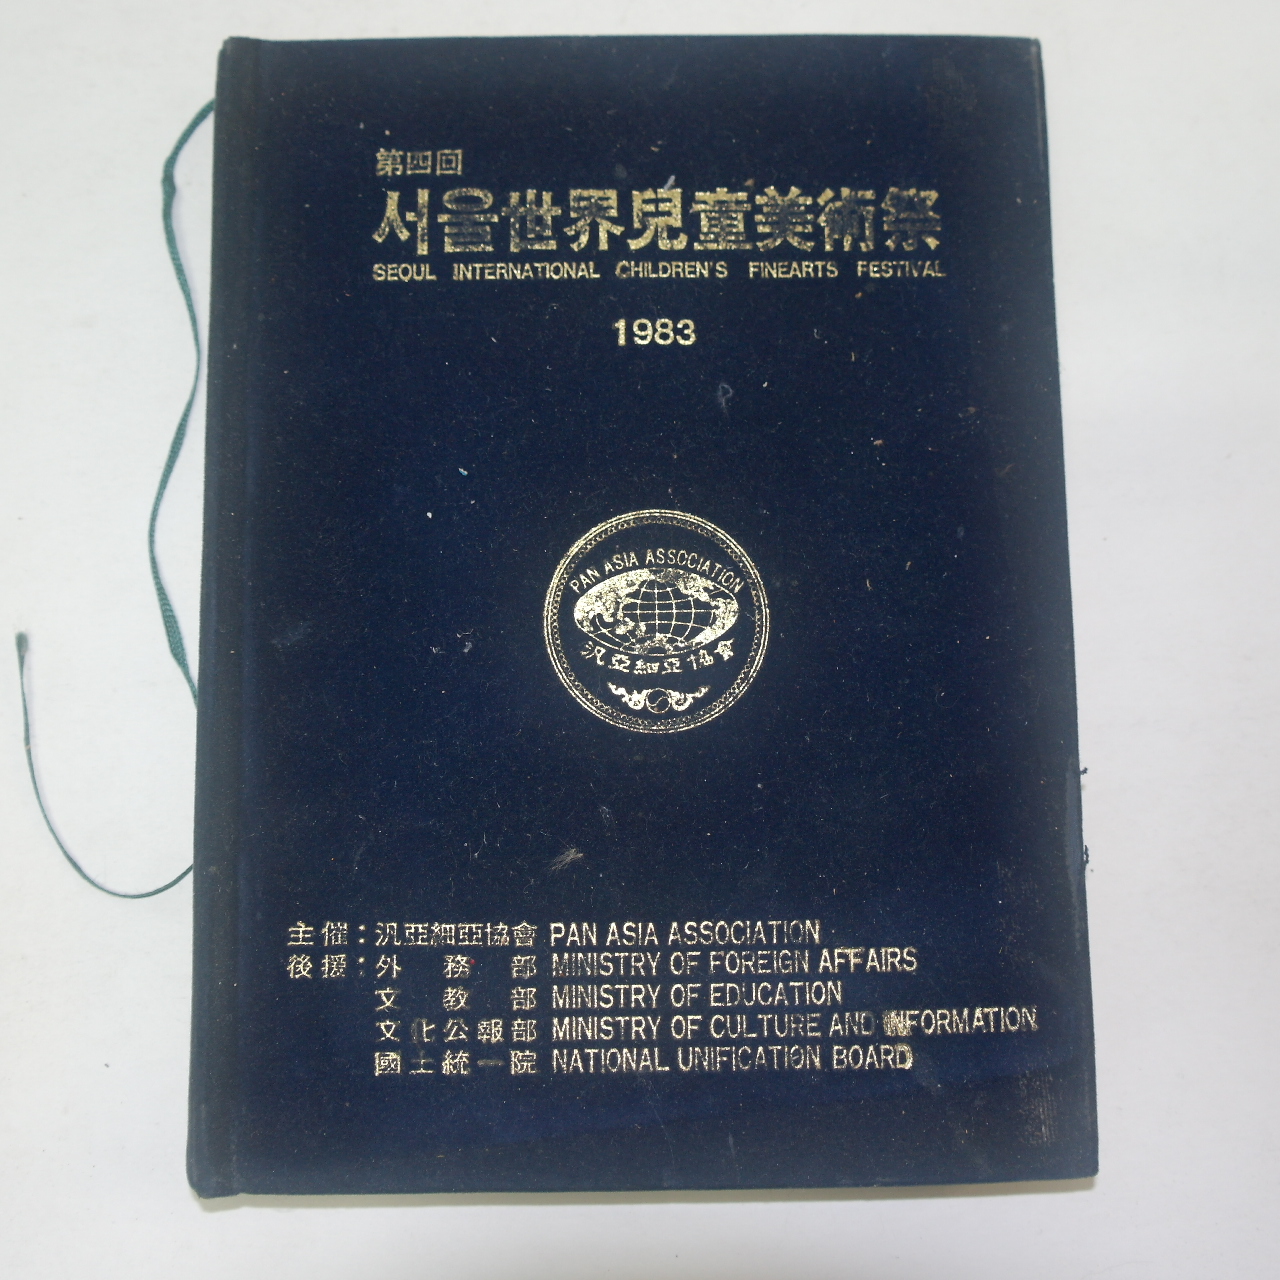 第四回
서울世界兒童美術祭
SEOUL INTERNATIONAL CHILDREN'S FINEARTS FESTIVAL
1983
PAN ASIA ASSOCIATION
汎亞細亞協會
主催：汎亞細亞協會 PAN ASIA ASSOCIATION
後援：外務部 MINISTRY OF FOREIGN AFFAIRS
文教部 MINISTRY OF EDUCATION
文化公報部 MINISTRY OF CULTURE AND INFORMATION
國土統一院 NATIONAL UNIFICATION BOARD